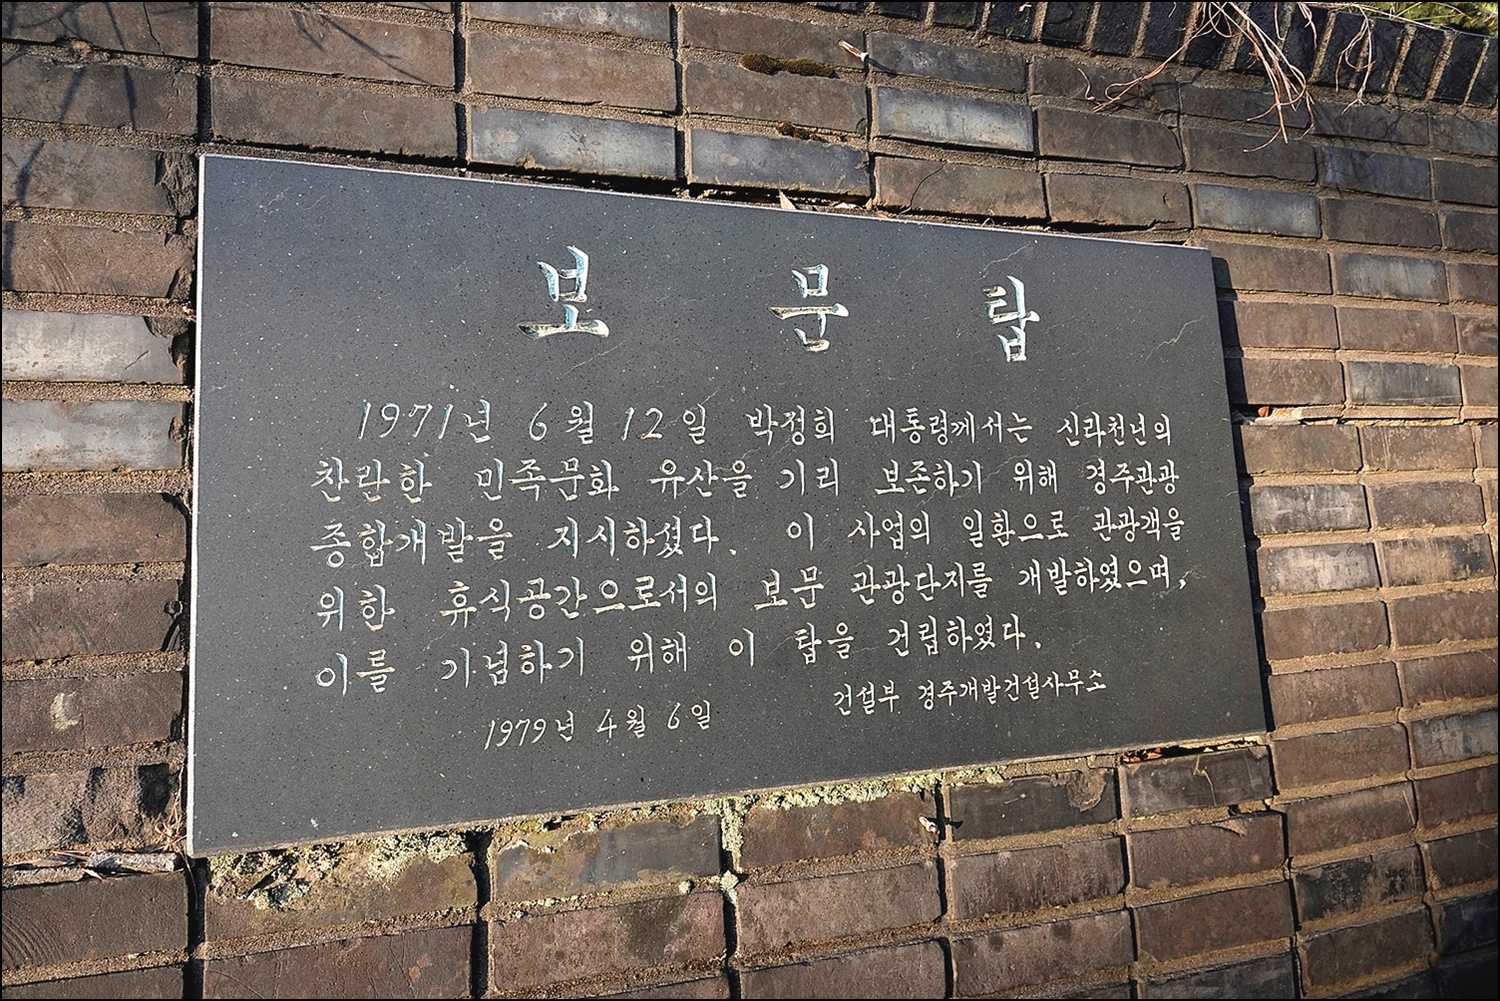 보문탑
1971년 6월 12일 박정희 대통령께서는 신라천년의
찬란한 민족문화 유산을 기리 보존하기 위해 경주관광
종합개발을 지시하셨다. 이 사업의 일환으로 관광객을
위한 휴식공간으로서의 보문 관광단지를 개발하였으며,
이를 기념하기 위해 이 탑을 건립하였다.
1979년 4월 6일 건설부 경주개발건설사무소